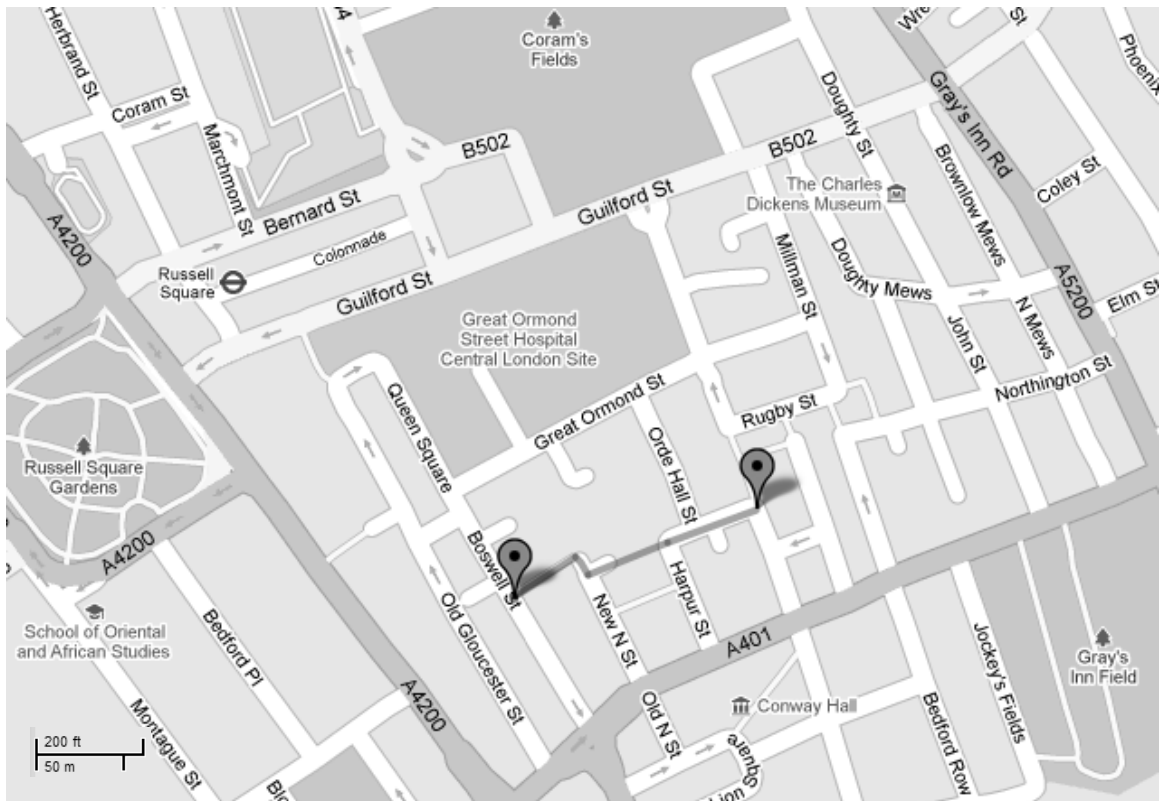 Herbrand St
Coram St
Marchmont St
A4200
Russell
Square
Bernard St
Colonnade
Guilford St
B502
Coram's
Fields
Guilford St
B502
Doughty St
Gray's Inn Rd
St
Phoenix
Coley St
The Charles
Dickens Museum
Brownlow Mews
Millman St
Doughty Mews
A5200
Elm St
N Mews
John St
Northington St
Great Ormond
Street Hospital
Central London Site
Queen Square
Great Ormond St
Rugby St
Orde Hall St
Russell Square
Gardens
A4200
Boswell St
Old Gloucester St
New N St
Harpur St
A401
School of Oriental
and African Studies
Bedford Pl
Montague St
A4200
Old N St
Conway Hall
Square
Lion
Bedford Row
Jockey's Fields
Gray's
Inn Field
200 ft
50 m